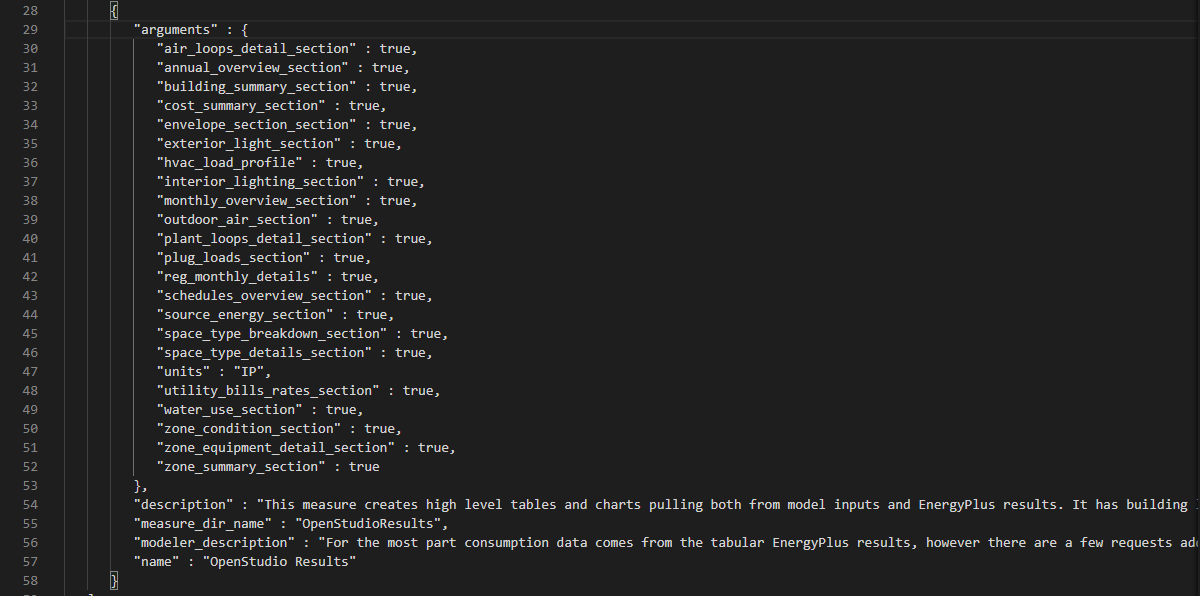 28 {
29 "arguments" : {
30 "air_loops_detail_section" : true,
31 "annual_overview_section" : true,
32 "building_summary_section" : true,
33 "cost_summary_section" : true,
34 "envelope_section_section" : true,
35 "exterior_light_section" : true,
36 "hvac_load_profile" : true,
37 "interior_lighting_section" : true,
38 "monthly_overview_section" : true,
39 "outdoor_air_section" : true,
40 "plant_loops_detail_section" : true,
41 "plug_loads_section" : true,
42 "reg_monthly_details" : true,
43 "schedules_overview_section" : true,
44 "source_energy_section" : true,
45 "space_type_breakdown_section" : true,
46 "space_type_details_section" : true,
47 "units" : "IP",
48 "utility_bills_rates_section" : true,
49 "water_use_section" : true,
50 "zone_condition_section" : true,
51 "zone_equipment_detail_section" : true,
52 "zone_summary_section" : true
53 },
54 "description" : "This measure creates high level tables and charts pulling both from model inputs and EnergyPlus results. It has building
55 "measure_dir_name" : "OpenStudioResults",
56 "modeler_description" : "For the most part consumption data comes from the tabular EnergyPlus results, however there are a few requests
57 "name" : "OpenStudio Results"
58 }